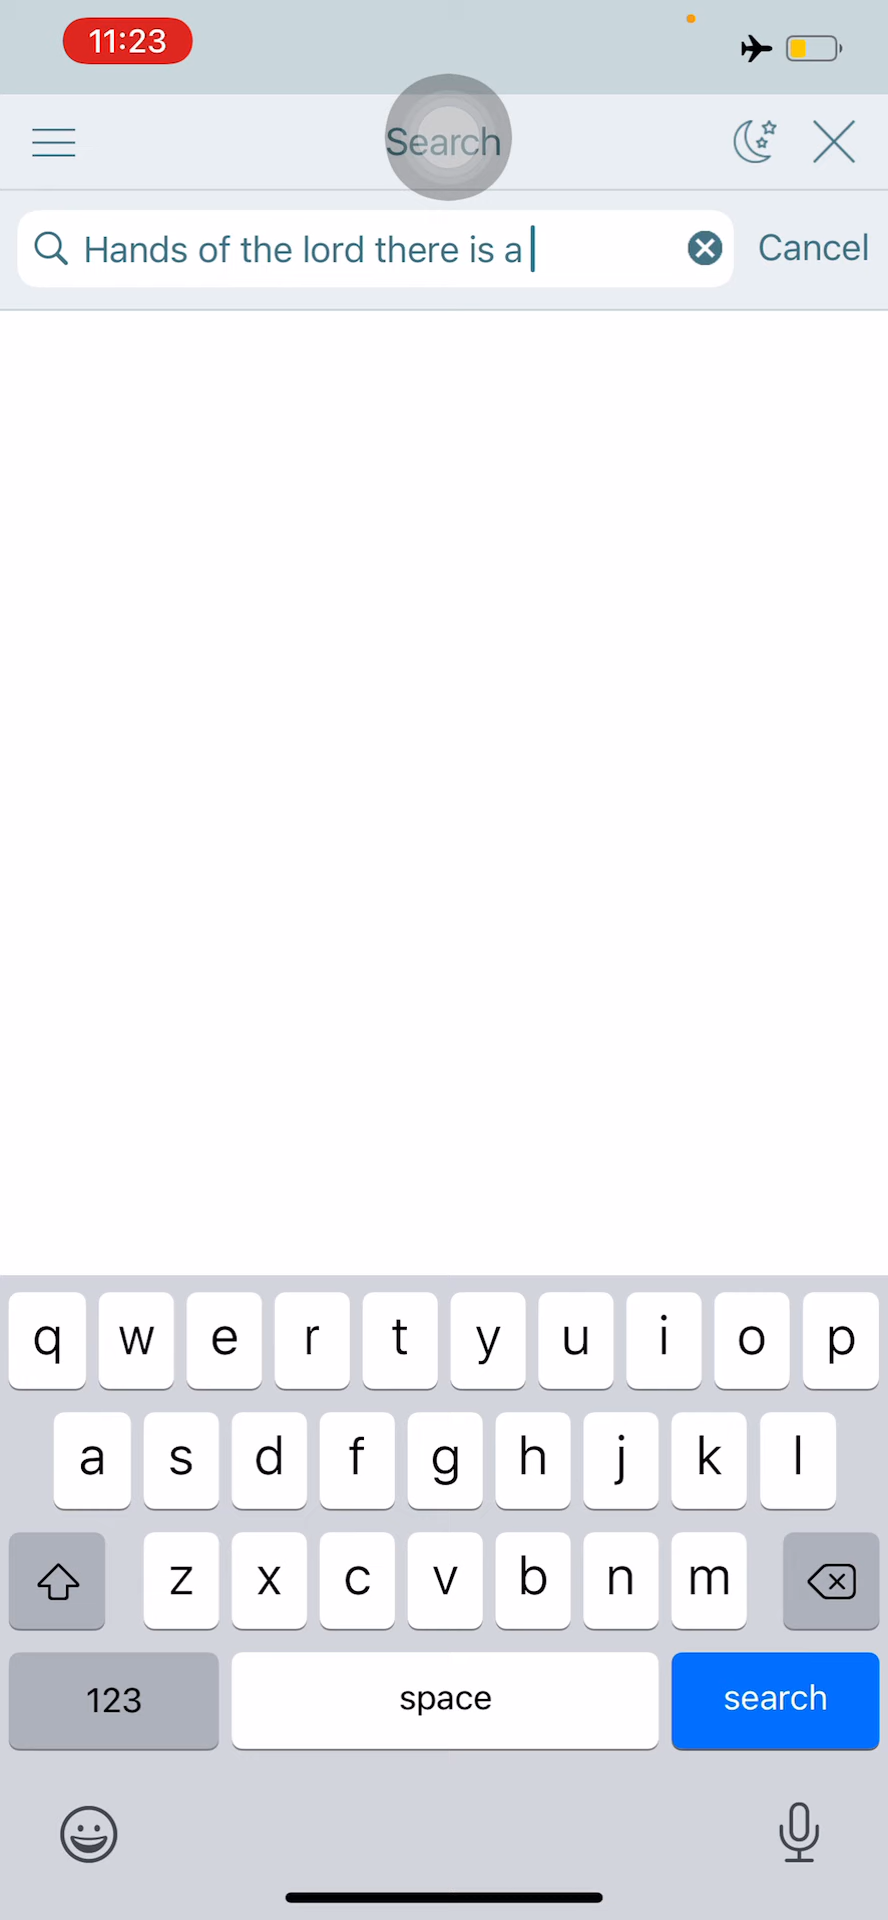 11:23
Search
Hands of the lord there is a
Cancel
q w e r t y u i o p
a s d f g h j k l
z x c v b n m
123 space search